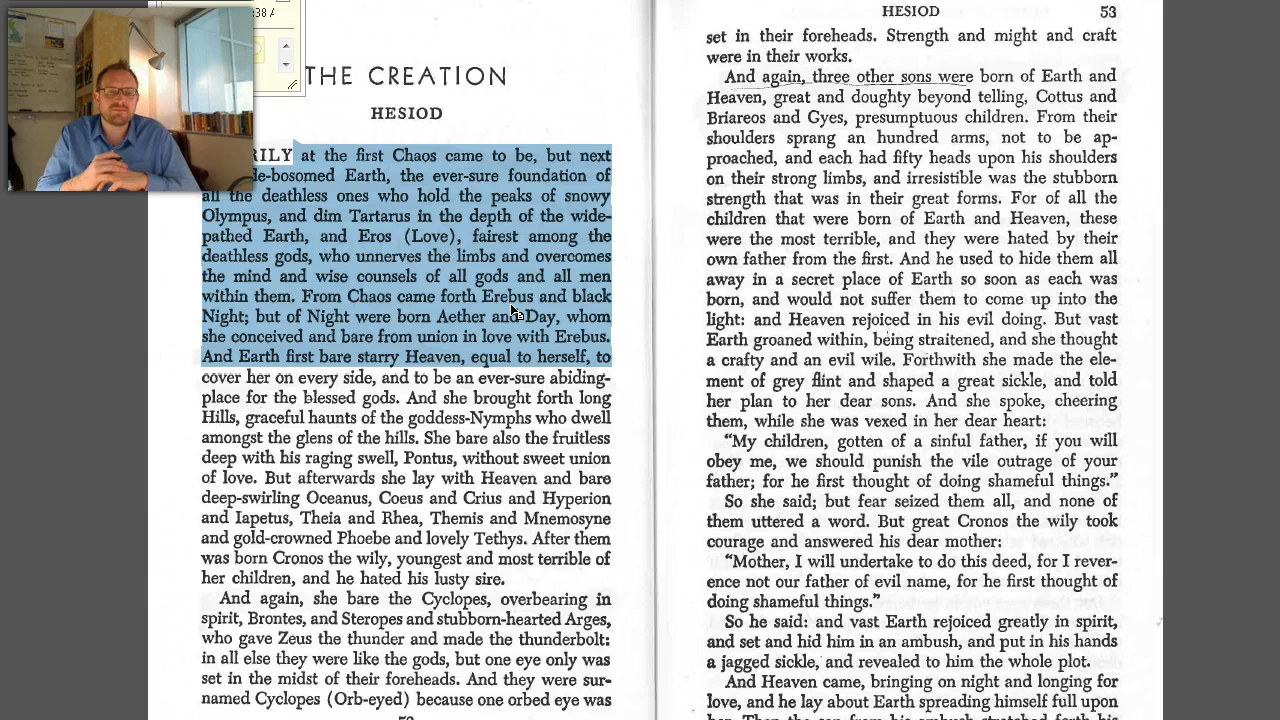 :38 /
THE CREATION
HESIOD
RILY at the first Chaos came to be, but next
de-bosomed Earth, the ever-sure foundation of
all the deathless ones who hold the peaks of snowy
Olympus, and dim Tartarus in the depth of the wide-
pathed Earth, and Eros (Love), fairest among the
deathless gods, who unnerves the limbs and overcomes
the mind and wise counsels of all gods and all men
within them. From Chaos came forth Erebus and black
Night; but of Night were born Aether and Day, whom
she conceived and bare from union in love with Erebus.
And Earth first bare starry Heaven, equal to herself, to
cover her on every side, and to be an ever-sure abiding-
place for the blessed gods. And she brought forth long
Hills, graceful haunts of the goddess-Nymphs who dwell
amongst the glens of the hills. She bare also the fruitless
deep with his raging swell, Pontus, without sweet union
of love. But afterwards she lay with Heaven and bare
deep-swirling Oceanus, Coeus and Crius and Hyperion
and Iapetus, Theia and Rhea, Themis and Mnemosyne
and gold-crowned Phoebe and lovely Tethys. After them
was born Cronos the wily, youngest and most terrible of
her children, and he hated his lusty sire.
And again, she bare the Cyclopes, overbearing in
spirit, Brontes, and Steropes and stubborn-hearted Arges,
who gave Zeus the thunder and made the thunderbolt:
in all else they were like the gods, but one eye only was
set in the midst of their foreheads. And they were sur-
named Cyclopes (Orb-eyed) because one orbed eye was
HESIOD 53
set in their foreheads. Strength and might and craft
were in their works.
And again, three other sons were born of Earth and
Heaven, great and doughty beyond telling, Cottus and
Briareos and Gyes, presumptuous children. From their
shoulders sprang an hundred arms, not to be ap-
proached, and each had fifty heads upon his shoulders
on their strong limbs, and irresistible was the stubborn
strength that was in their great forms. For of all the
children that were born of Earth and Heaven, these
were the most terrible, and they were hated by their
own father from the first. And he used to hide them all
away in a secret place of Earth so soon as each was
born, and would not suffer them to come up into the
light: and Heaven rejoiced in his evil doing. But vast
Earth groaned within, being straitened, and she thought
a crafty and an evil wile. Forthwith she made the ele-
ment of grey flint and shaped a great sickle, and told
her plan to her dear sons. And she spoke, cheering
them, while she was vexed in her dear heart:
"My children, gotten of a sinful father, if you will
obey me, we should punish the vile outrage of your
father; for he first thought of doing shameful things."
So she said; but fear seized them all, and none of
them uttered a word. But great Cronos the wily took
courage and answered his dear mother:
"Mother, I will undertake to do this deed, for I rever-
ence not our father of evil name, for he first thought of
doing shameful things."
So he said: and vast Earth rejoiced greatly in spirit,
and set and hid him in an ambush, and put in his hands
a jagged sickle, and revealed to him the whole plot.
And Heaven came, bringing on night and longing for
love, and he lay about Earth spreading himself full upon